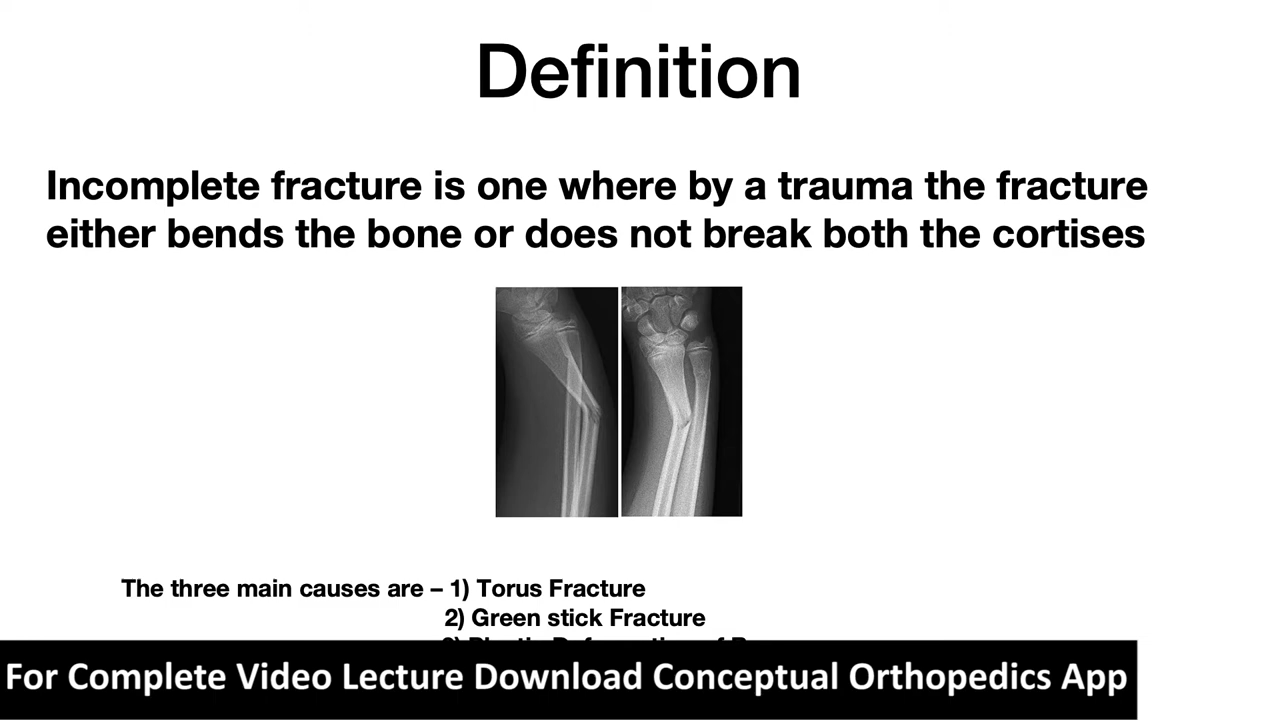 Definition
Incomplete fracture is one where by a trauma the fracture
either bends the bone or does not break both the cortises
The three main causes are – 1) Torus Fracture
2) Green stick Fracture
For Complete Video Lecture Download Conceptual Orthopedics App